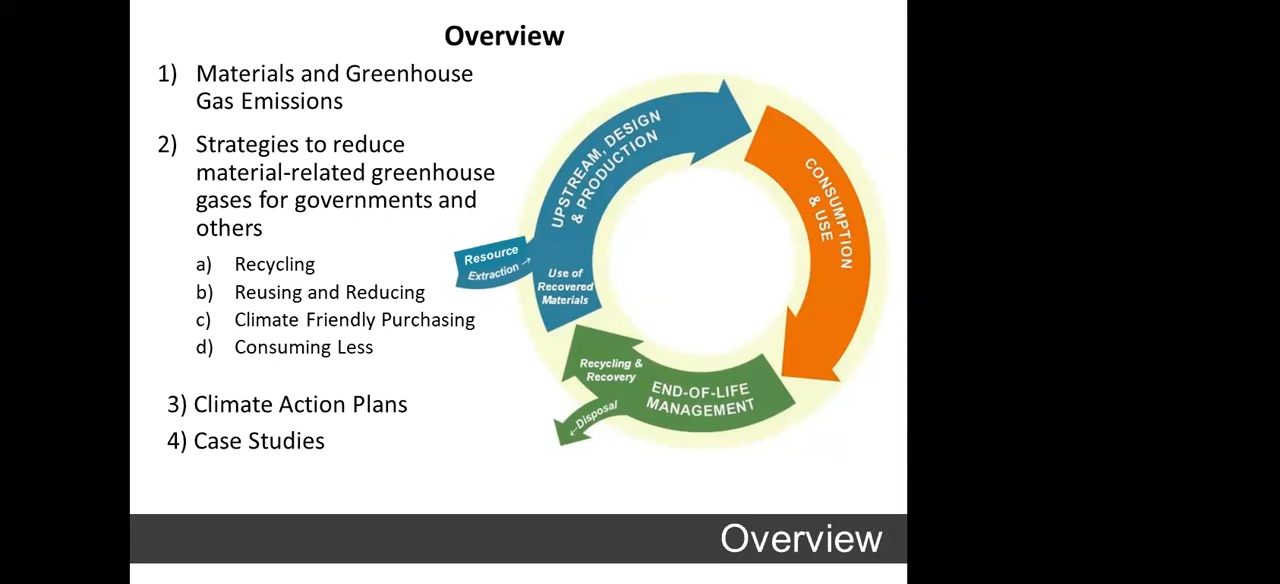 Overview
1) Materials and Greenhouse
Gas Emissions
2) Strategies to reduce
material-related greenhouse
gases for governments and
others
a) Recycling
b) Reusing and Reducing
c) Climate Friendly Purchasing
d) Consuming Less
3) Climate Action Plans
4) Case Studies
UPSTREAM, DESIGN
& PRODUCTION
CONSUMPTION
& USE
Resource
Extraction →
Use of
Recovered
Materials
Recycling &
Recovery
END-OF-LIFE
MANAGEMENT
←Disposal
Overview